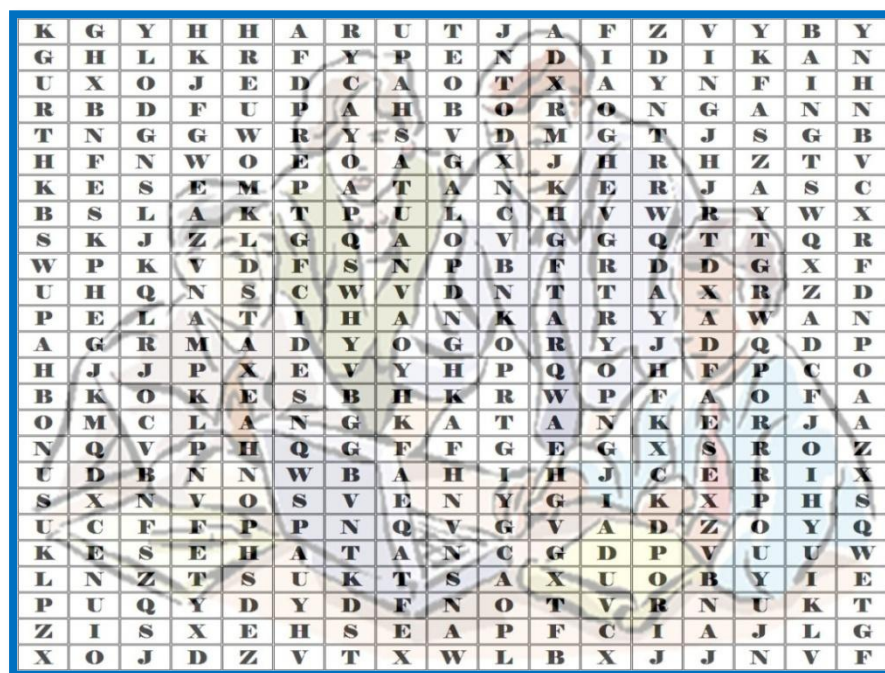 K G Y H H A R U T J A F Z V Y B Y
G H L K R F Y P E N D I D I K A N
U X O J E D C A O T X A Y N F I H
R B D F U P A H B O R O N G A N N
T N G G W R Y S V D M G T J S G B
H F N W O E O A G X J H R H Z T V
K E S E M P A T A N K E R J A S C
B S L A K T P U L C H V W R Y W X
S K J Z L G Q A O V G G Q T T Q R
W P K V D F S N P B F R D D G X F
U H Q N S C W V D N T T A X R Z D
P E L A T I H A N K A R Y A W A N
A G R M A D Y O G O R Y J D Q D P
H J J P X E V Y H P Q O H F P C O
B K O K E S B H K R W P F A O F A
O M C L A N G K A T A N K E R J A
N Q V P H Q G F F G E G X S R O Z
U D B N N W B A H I H J C E R I X
S X N V O S V E N Y G I K X P H S
U C F F P P N Q V G V A D Z O Y Q
K E S E H A T A N C G D P V U U W
L N Z T S U K T S A X U O B Y I E
P U Q Y D Y D F N O T V R N U K T
Z I S X E H S E A P F C I A J L G
X O J D Z V T X W L B X J J N V F